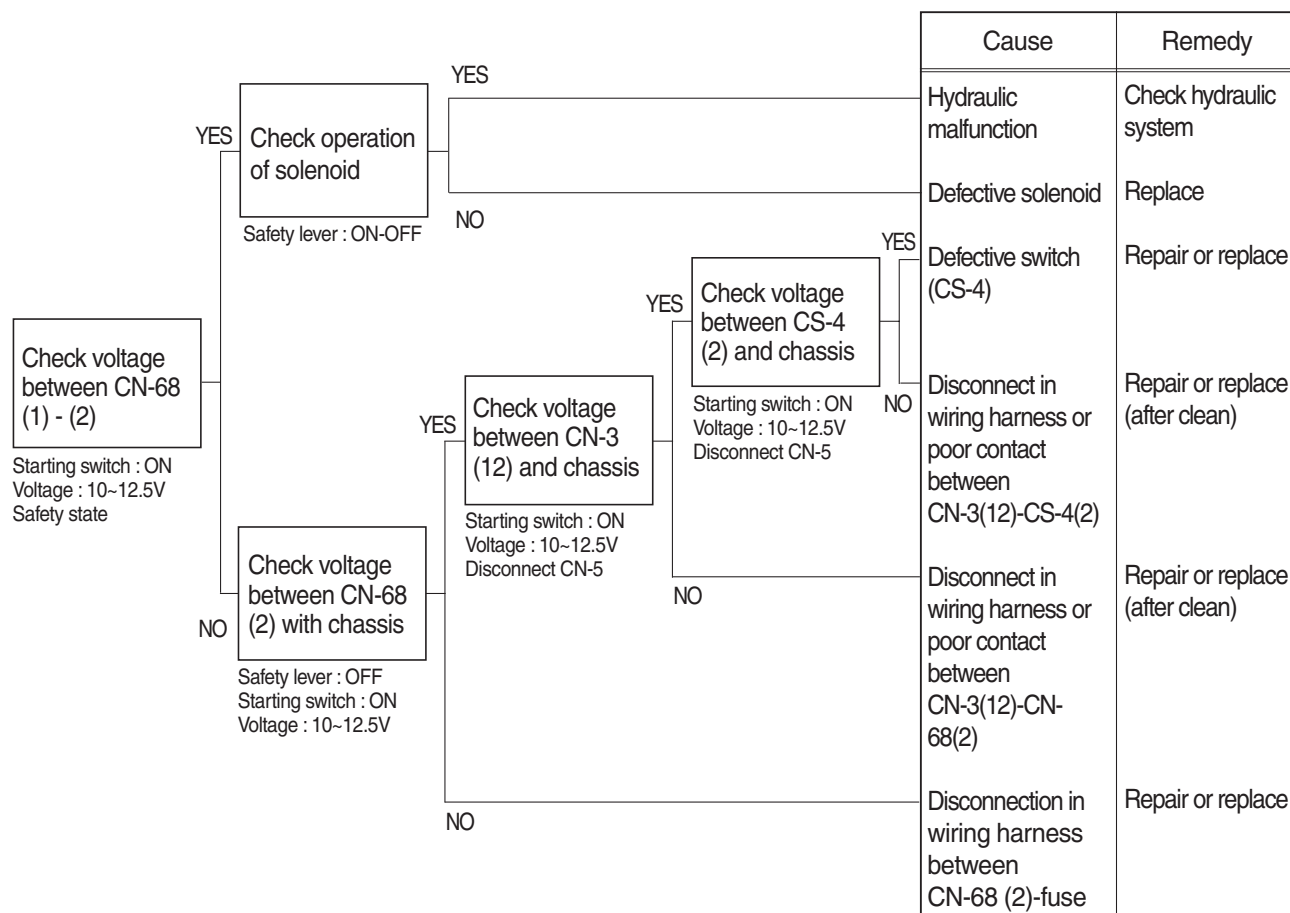 Cause
Remedy
YES
Hydraulic
malfunction
Check hydraulic
system
YES
Check operation
of solenoid
Safety lever : ON-OFF
NO
Defective solenoid
Replace
YES
Defective switch
(CS-4)
Repair or replace
YES
Check voltage
between CS-4
(2) and chassis
Starting switch : ON
Voltage : 10~12.5V
Disconnect CN-5
NO
Disconnect in
wiring harness or
poor contact
between
CN-3(12)-CS-4(2)
Repair or replace
(after clean)
Check voltage
between CN-68
(1) - (2)
Starting switch : ON
Voltage : 10~12.5V
Safety state
YES
Check voltage
between CN-3
(12) and chassis
Starting switch : ON
Voltage : 10~12.5V
Disconnect CN-5
NO
Disconnect in
wiring harness or
poor contact
between
CN-3(12)-CN-
68(2)
Repair or replace
(after clean)
NO
Check voltage
between CN-68
(2) with chassis
Safety lever : OFF
Starting switch : ON
Voltage : 10~12.5V
NO
Disconnection in
wiring harness
between
CN-68 (2)-fuse
Repair or replace